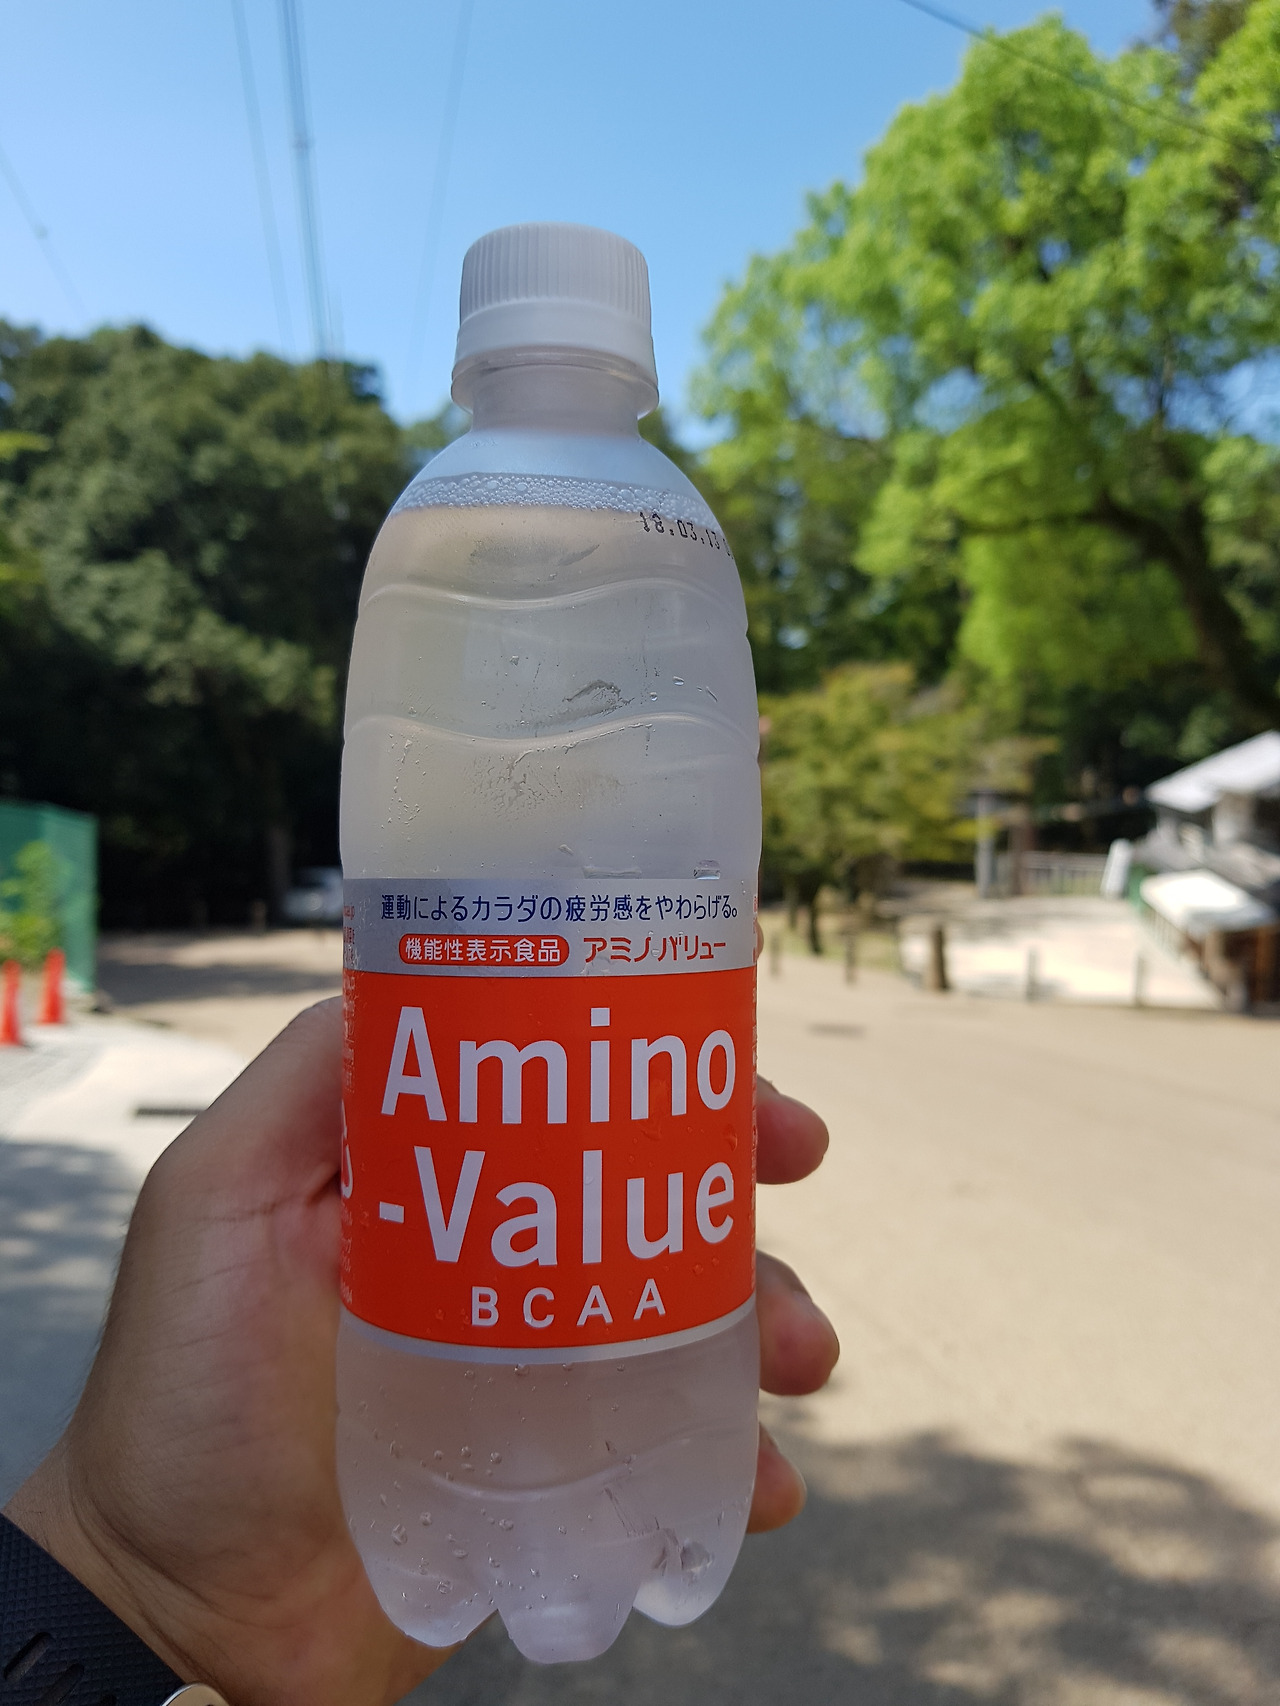 18.03.13
運動によるカラダの疲労感をやわらげる。
機能性表示食品 アミノバリュー
Amino
-Value
BCAA